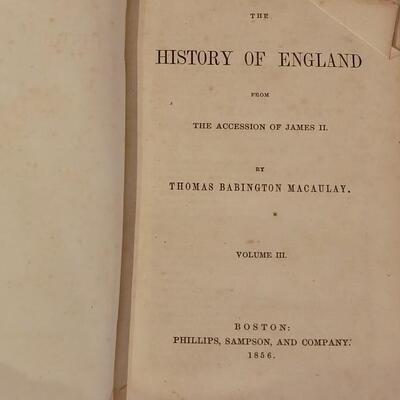 THE
HISTORY OF ENGLAND
FROM
THE ACCESSION OF JAMES II.
BY
THOMAS BABINGTON MACAULAY.
VOLUME III.
BOSTON:
PHILLIPS, SAMPSON, AND COMPANY.
1856.